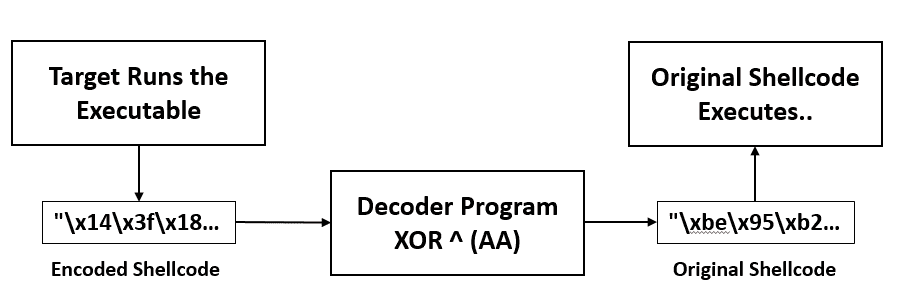 Target Runs the
Executable
"\x14\x3f\x18...
Encoded Shellcode
Decoder Program
XOR ^ (AA)
Original Shellcode
Executes..
"\xbe\x95\xb2...
Original Shellcode